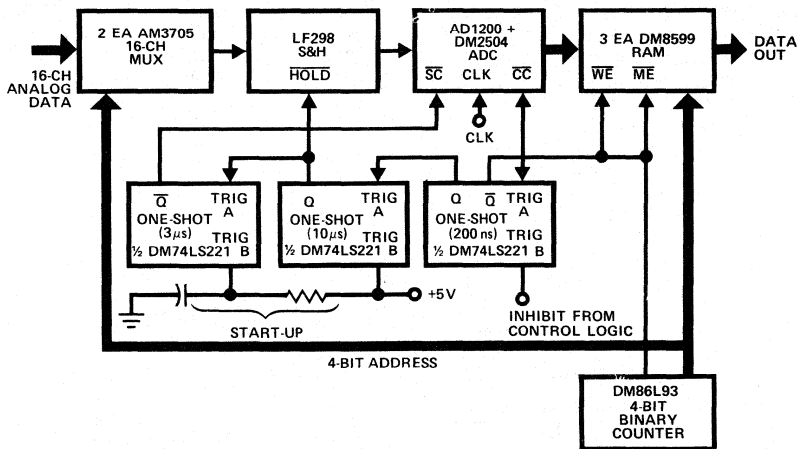 2 EA AM3705
16-CH
MUX
LF298
S&H
HOLD
AD1200 +
DM2504
ADC
SC CLK CC
3 EA DM8599
RAM
WE ME
DATA
OUT
16-CH
ANALOG
DATA
CLK
Q TRIG
A
ONE-SHOT
(3μs) TRIG
½ DM74LS221 B
Q TRIG
A
ONE-SHOT
(10μs) TRIG
½ DM74LS221 B
Q Q TRIG
A
ONE-SHOT TRIG
(200 ns)
½ DM74LS221 B
+5V
START-UP
INHIBIT FROM
CONTROL LOGIC
4-BIT ADDRESS
DM86L93
4-BIT
BINARY
COUNTER